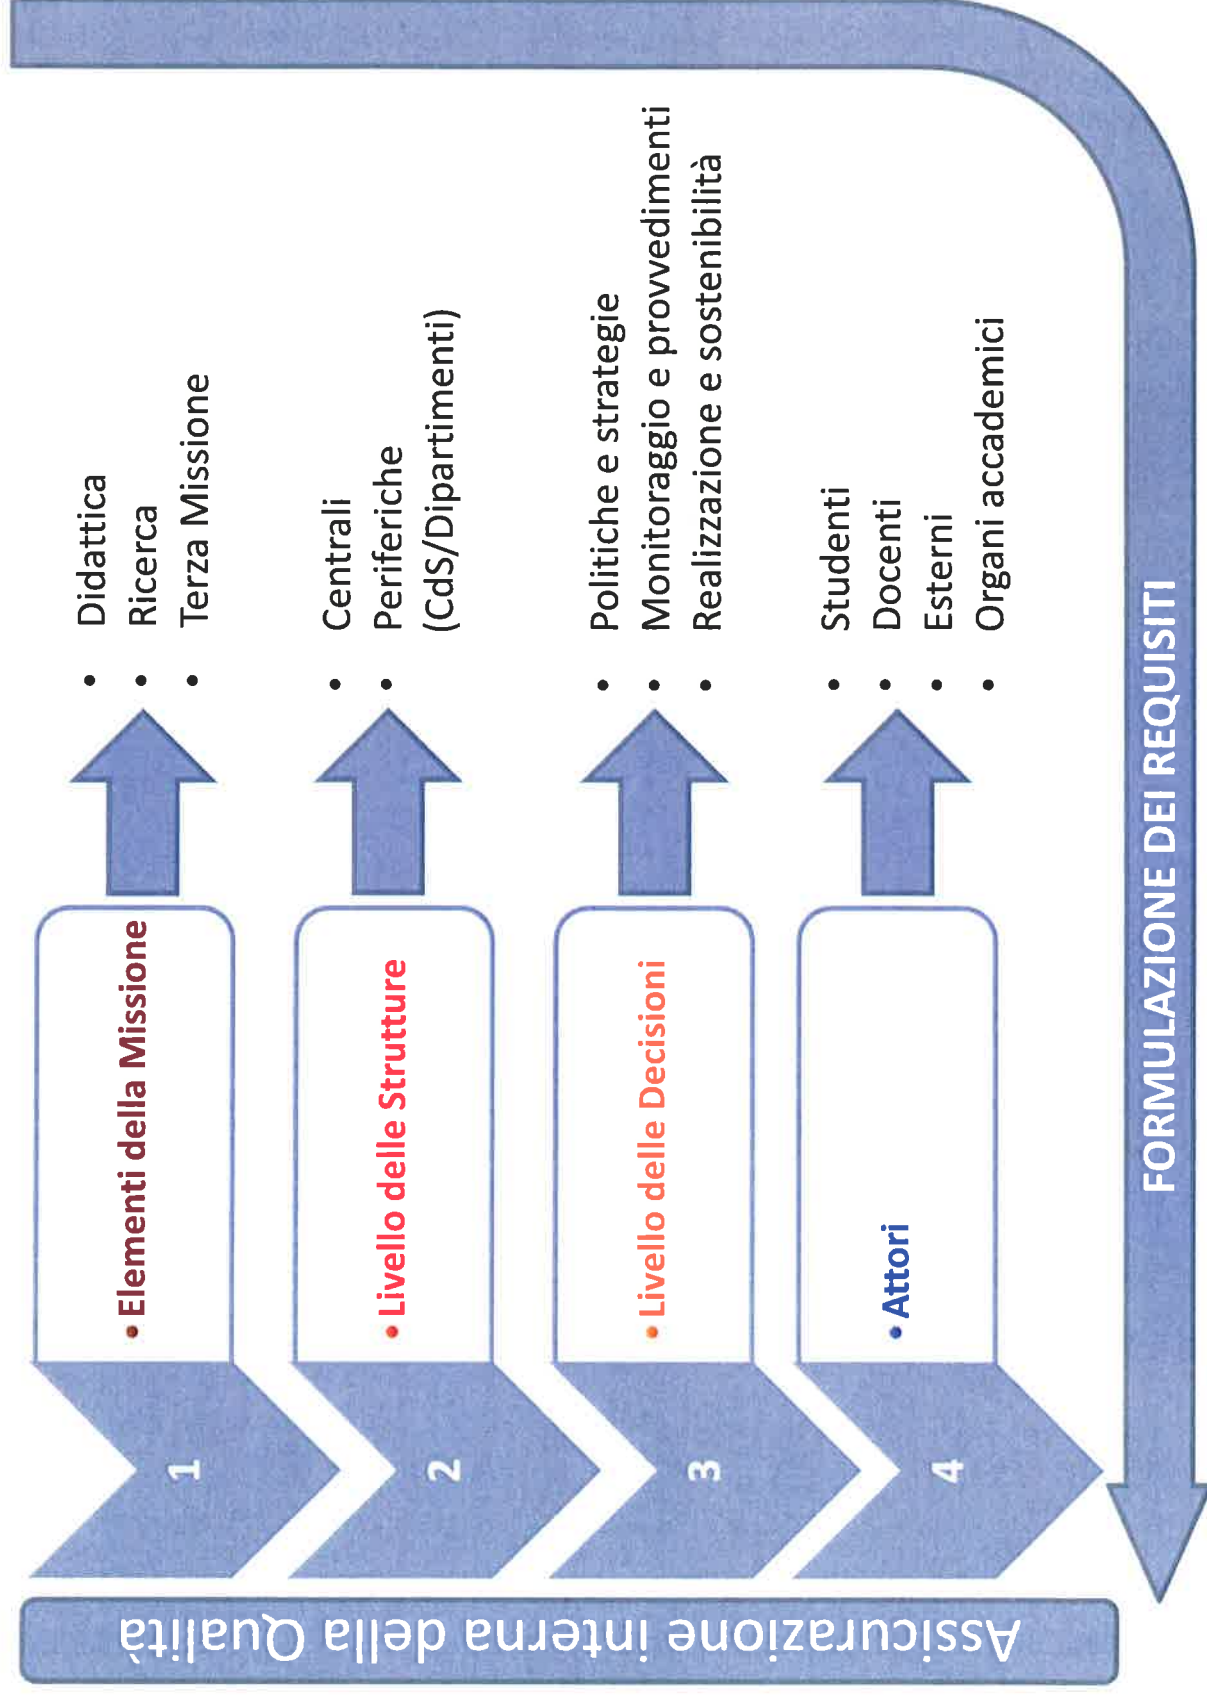 Assicurazione interna della Qualità
1
• Elementi della Missione
• Didattica
• Ricerca
• Terza Missione
2
• Livello delle Strutture
• Centrali
• Periferiche
(CdS/Dipartimenti)
3
• Livello delle Decisioni
• Politiche e strategie
• Monitoraggio e provvedimenti
• Realizzazione e sostenibilità
4
• Attori
• Studenti
• Docenti
• Esterni
• Organi accademici
FORMULAZIONE DEI REQUISITI